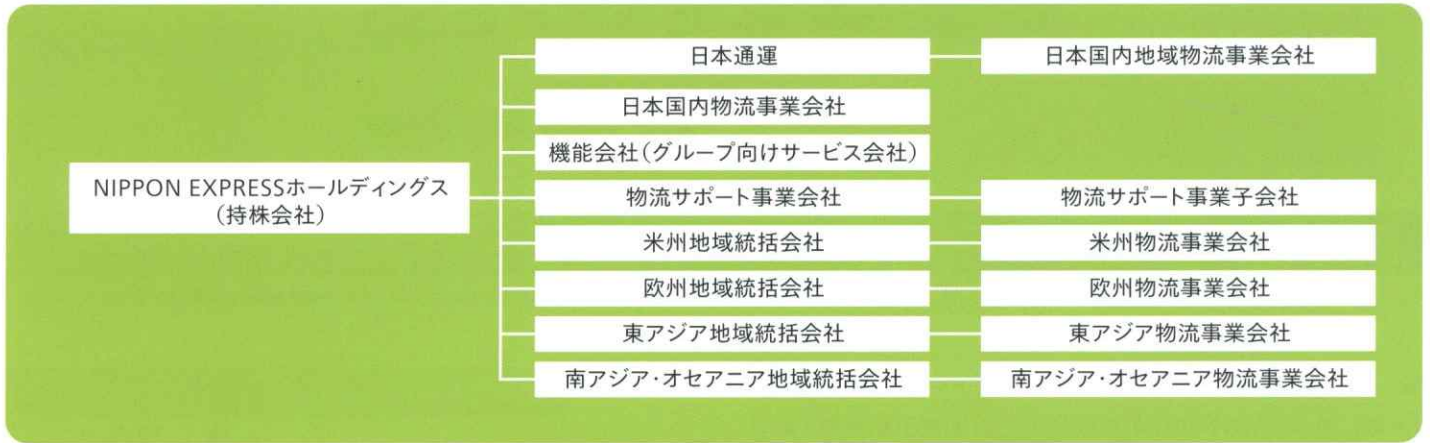 NIPPON EXPRESSホールディングス
（持株会社）
日本通運
日本国内地域物流事業会社
日本国内物流事業会社
機能会社（グループ向けサービス会社）
物流サポート事業会社
物流サポート事業子会社
米州地域統括会社
米州物流事業会社
欧州地域統括会社
欧州物流事業会社
東アジア地域統括会社
東アジア物流事業会社
南アジア・オセアニア地域統括会社
南アジア・オセアニア物流事業会社